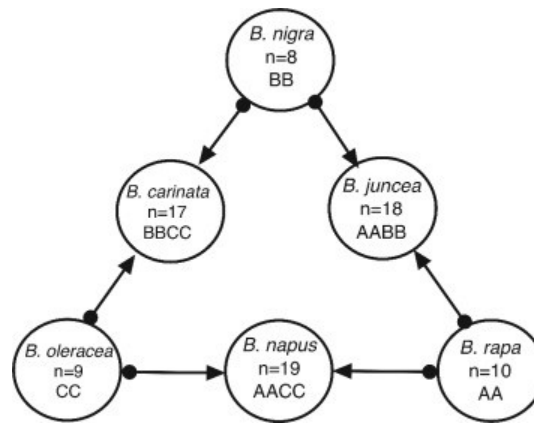 B. nigra
n=8
BB
B. carinata
n=17
BBCC
B. juncea
n=18
AABB
B. oleracea
n=9
CC
B. napus
n=19
AACC
B. rapa
n=10
AA